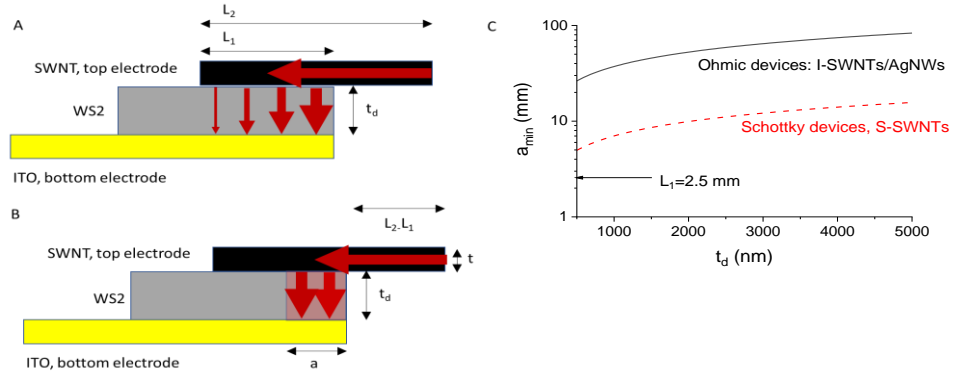 A
L2
L1
SWNT, top electrode
WS2
td
ITO, bottom electrode
B
L2-L1
SWNT, top electrode
t
WS2
td
ITO, bottom electrode
a
C
100
10
1
amin (mm)
Ohmic devices: I-SWNTs/AgNWs
Schottky devices, S-SWNTs
L1=2.5 mm
1000 2000 3000 4000 5000
td (nm)